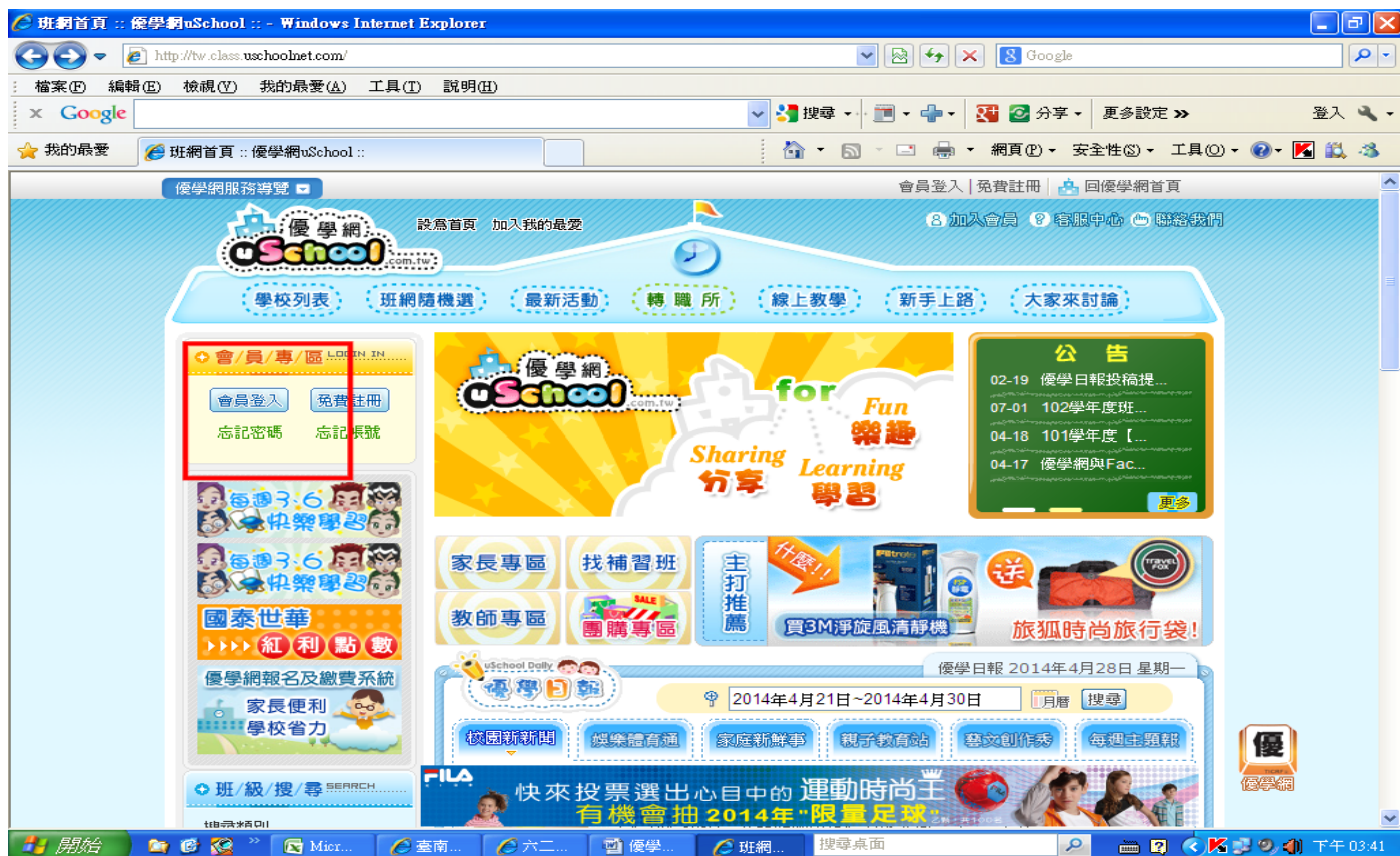 班網首頁 :: 優學網uSchool :: - Windows Internet Explorer
http://tw.class.uschoolnet.com/
Google
檔案(F) 編輯(E) 檢視(V) 我的最愛(A) 工具(T) 說明(H)
x Google 搜尋 分享 更多設定 » 登入
我的最愛 班網首頁 :: 優學網uSchool :: 網頁(P) 安全性(S) 工具(O)
優學網服務導覽 會員登入 | 免費註冊 回優學網首頁
優學網 uSchool .com.tw
設為首頁 加入我的最愛
加入會員 客服中心 聯絡我們
學校列表 班網隨機選 最新活動 轉職所 線上教學 新手上路 大家來討論
會/員/專/區 LOGIN IN
會員登入 免費註冊
忘記密碼 忘記帳號
優學網 uSchool .com.tw for
Fun
樂趣
Sharing
分享
Learning
學習
公 告
02-19 優學日報投稿提...
07-01 102學年度班...
04-18 101學年度【...
04-17 優學網與Fac...
更多
每週3、6
快樂學習
每週3、6
快樂學習
國泰世華
紅利點數
優學網報名及繳費系統
家長便利
學校省力
家長專區 找補習班
教師專區 SALE 團購專區
主打推薦
什麼!!
Filtrete
買3M淨旋風清靜機
送
TRAVEL FOX
旅狐時尚旅行袋!
uSchool Daily
優學日報
優學日報 2014年4月28日 星期一
2014年4月21日~2014年4月30日 月曆 搜尋
校園新新聞 娛樂體育通 家庭新鮮事 親子教育站 藝文創作秀 每週主題報
班/級/搜/尋 SEARCH
搜尋類別
FILA
快來投票選出心目中的 運動時尚王
有機會抽 2014年"限量足球"
優
優學網
開始 Micr... 臺南... 六二... 優學... 班網... 搜尋桌面 下午 03:41